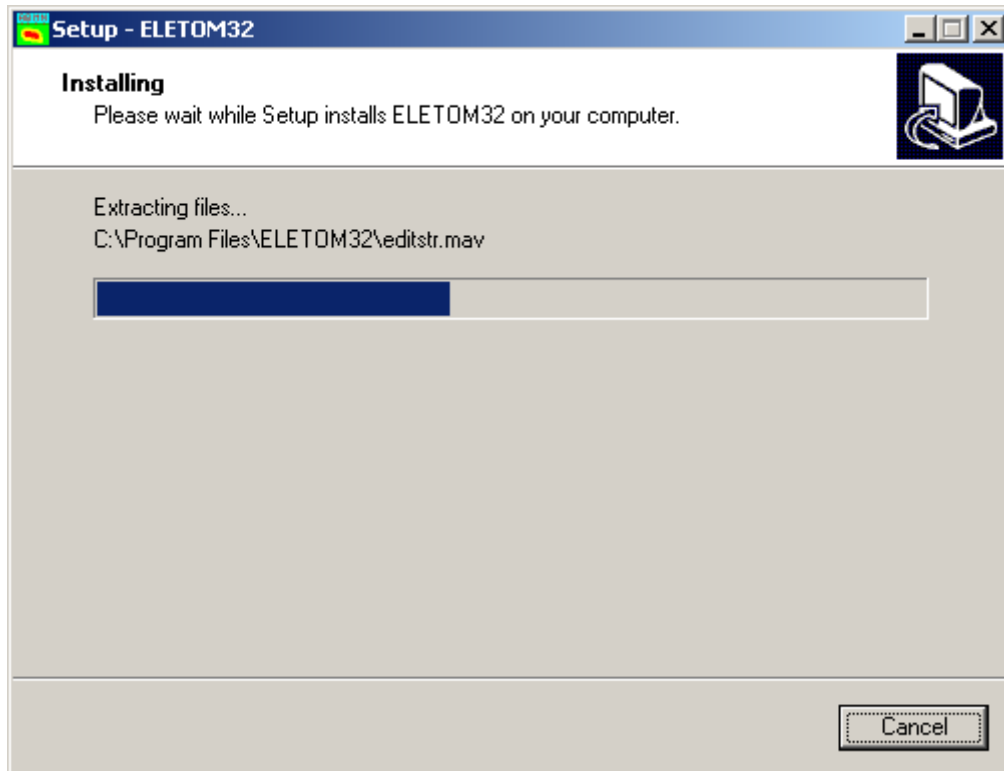 Setup - ELETOM32
Installing
Please wait while Setup installs ELETOM32 on your computer.
Extracting files...
C:\Program Files\ELETOM32\editstr.mav
Cancel